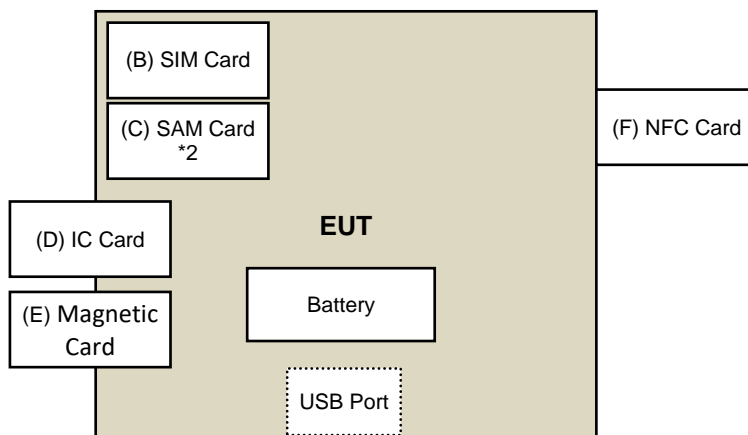 (B) SIM Card
(C) SAM Card
*2
(F) NFC Card
(D) IC Card
EUT
(E) Magnetic
Card
Battery
USB Port